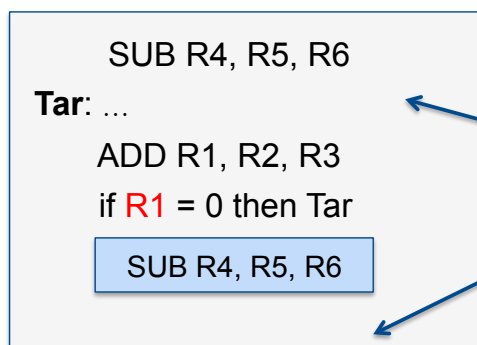 SUB R4, R5, R6
Tar: ...
ADD R1, R2, R3
if R1 = 0 then Tar
SUB R4, R5, R6